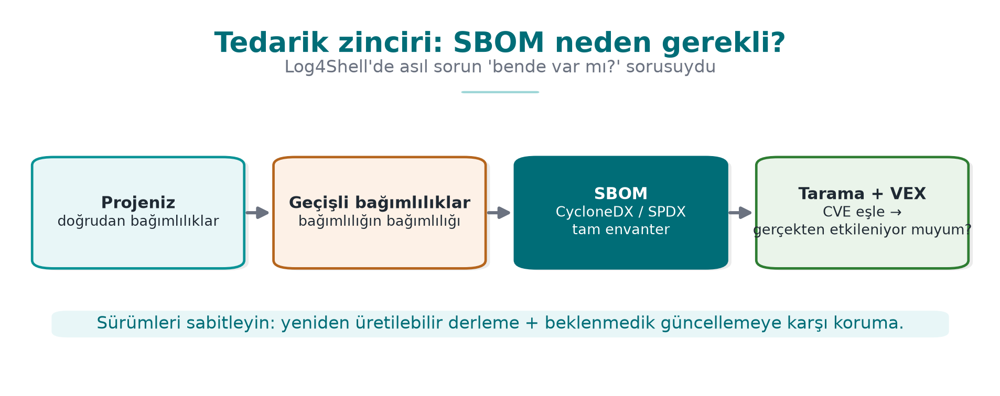 Tedarik zinciri: SBOM neden gerekli?
Log4Shell'de asıl sorun 'bende var mı?' sorusuydu
Projeniz
doğrudan bağımlılıklar
Geçişli bağımlılıklar
bağımlılığın bağımlılığı
SBOM
CycloneDX / SPDX
tam envanter
Tarama + VEX
CVE eşle →
gerçekten etkileniyor muyum?
Sürümleri sabitleyin: yeniden üretilebilir derleme + beklenmedik güncellemeye karşı koruma.